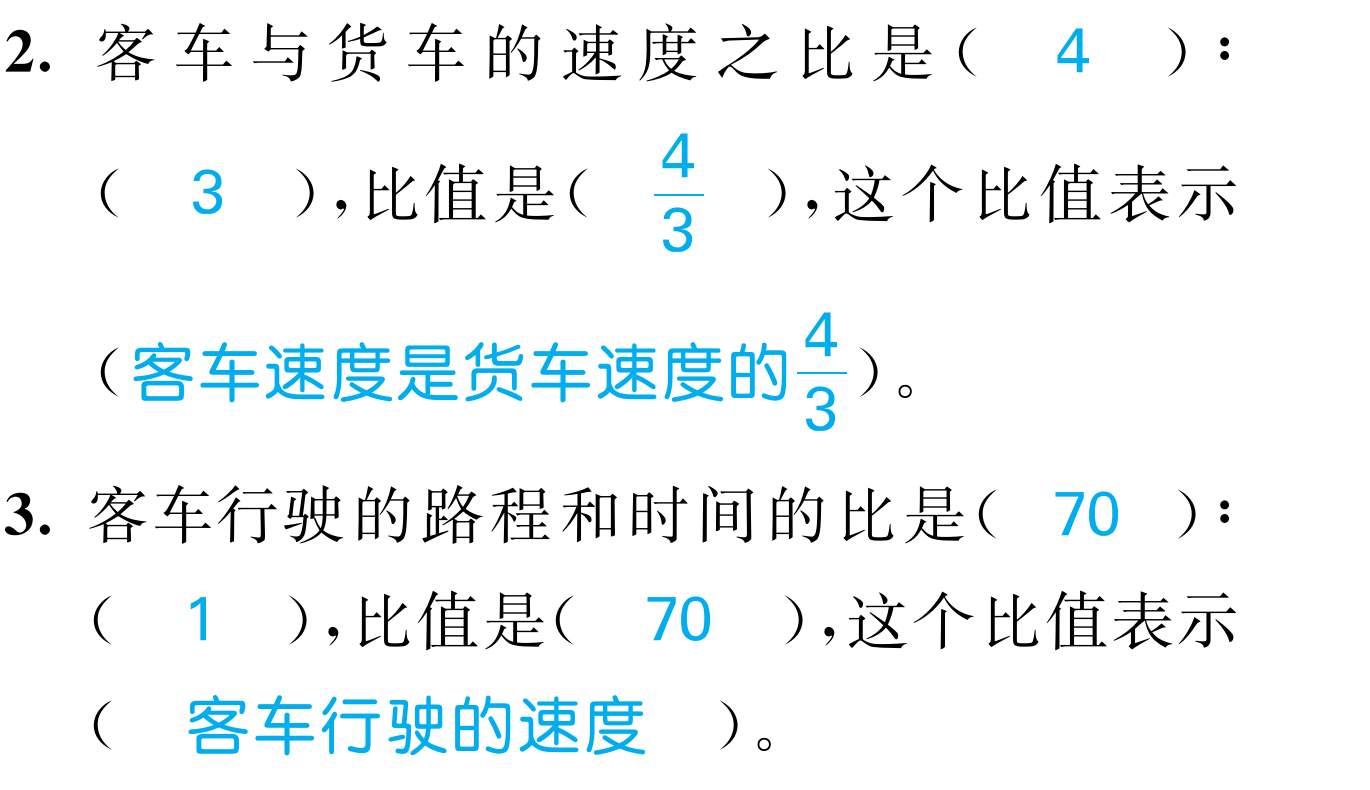 2. 客车与货车的速度之比是( 4 )∶
( 3 ),比值是( 4/3 ),这个比值表示
(客车速度是货车速度的4/3)。
3. 客车行驶的路程和时间的比是( 70 )∶
( 1 ),比值是( 70 ),这个比值表示
( 客车行驶的速度 )。